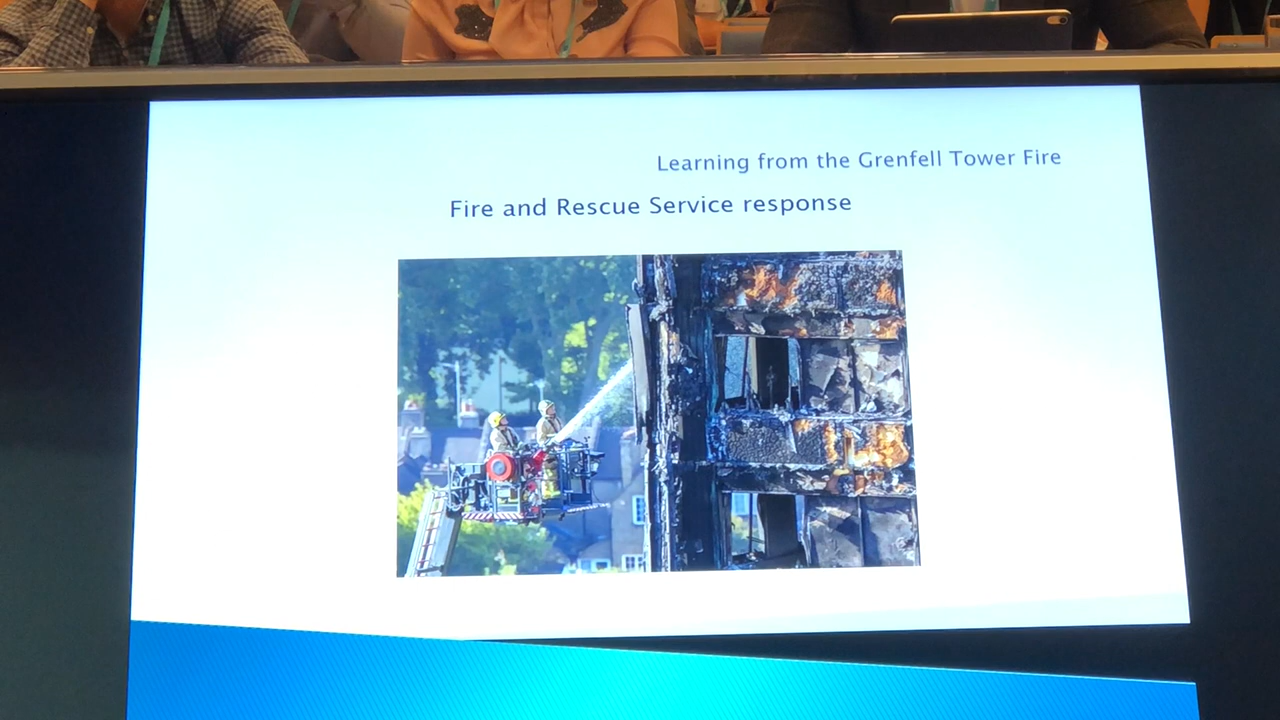 Learning from the Grenfell Tower Fire
Fire and Rescue Service response